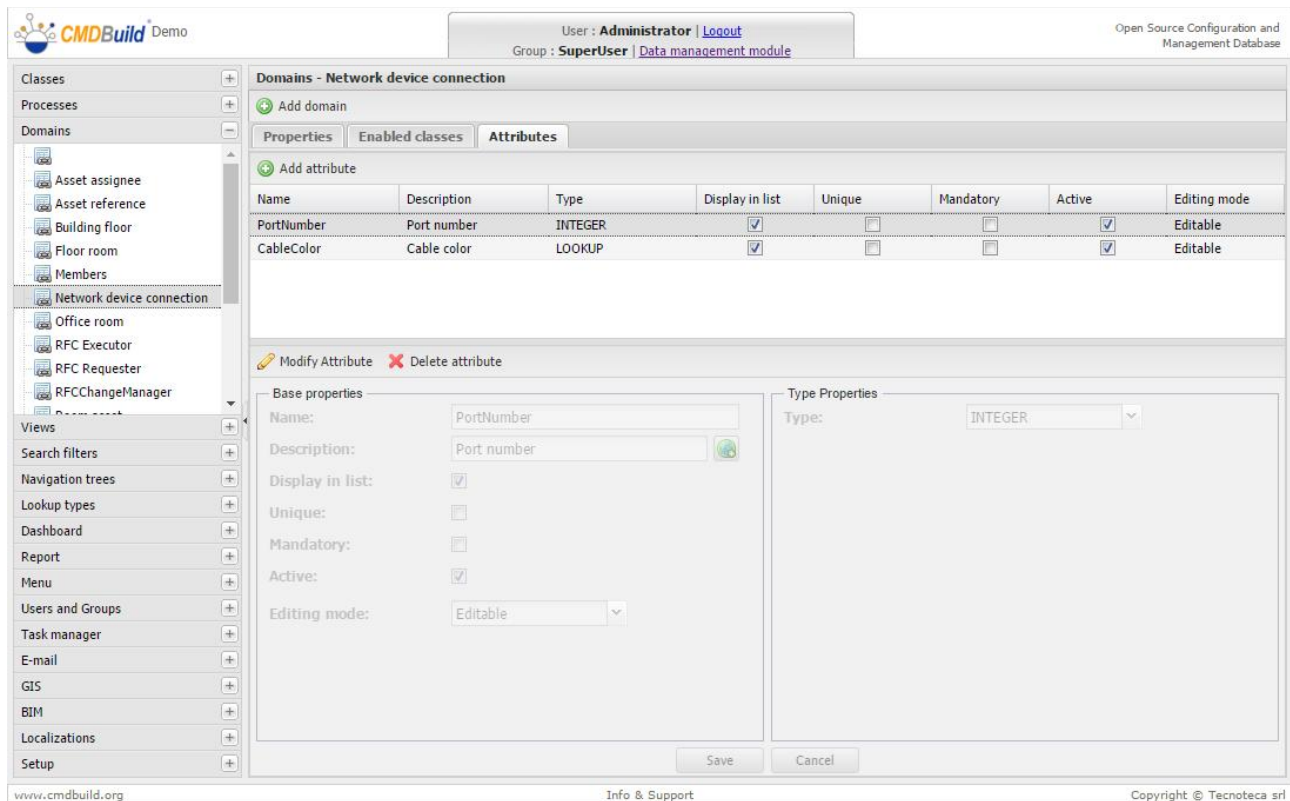 CMDBuild Demo
User : Administrator | Logout
Group : SuperUser | Data management module
Open Source Configuration and
Management Database
Classes
Processes
Domains
Asset assignee
Asset reference
Building floor
Floor room
Members
Network device connection
Office room
RFC Executor
RFC Requester
RFCChangeManager
Views
Search filters
Navigation trees
Lookup types
Dashboard
Report
Menu
Users and Groups
Task manager
E-mail
GIS
BIM
Localizations
Setup
Domains - Network device connection
Add domain
Properties Enabled classes Attributes
Add attribute
Name Description Type Display in list Unique Mandatory Active Editing mode
PortNumber Port number INTEGER Editable
CableColor Cable color LOOKUP Editable
Modify Attribute Delete attribute
Base properties
Name: PortNumber
Description: Port number
Display in list:
Unique:
Mandatory:
Active:
Editing mode: Editable
Type Properties
Type: INTEGER
Save Cancel
www.cmdbuild.org Info & Support Copyright © Tecnoteca srl